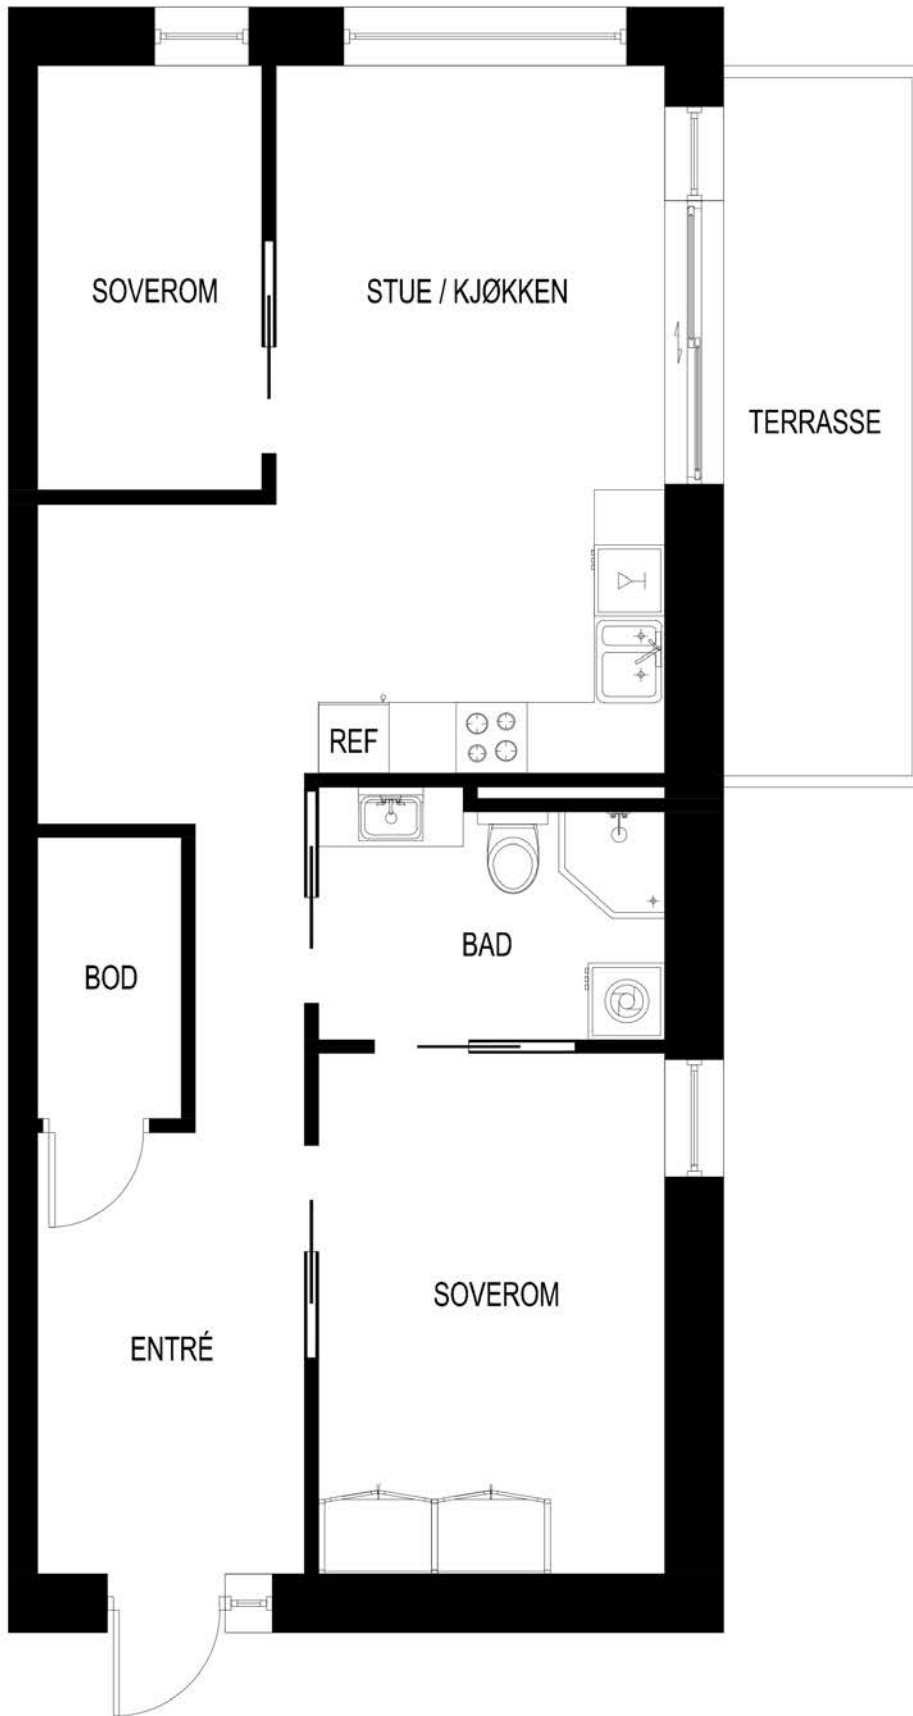 SOVEROM
STUE / KJØKKEN
TERRASSE
REF
BAD
BOD
SOVEROM
ENTRÉ